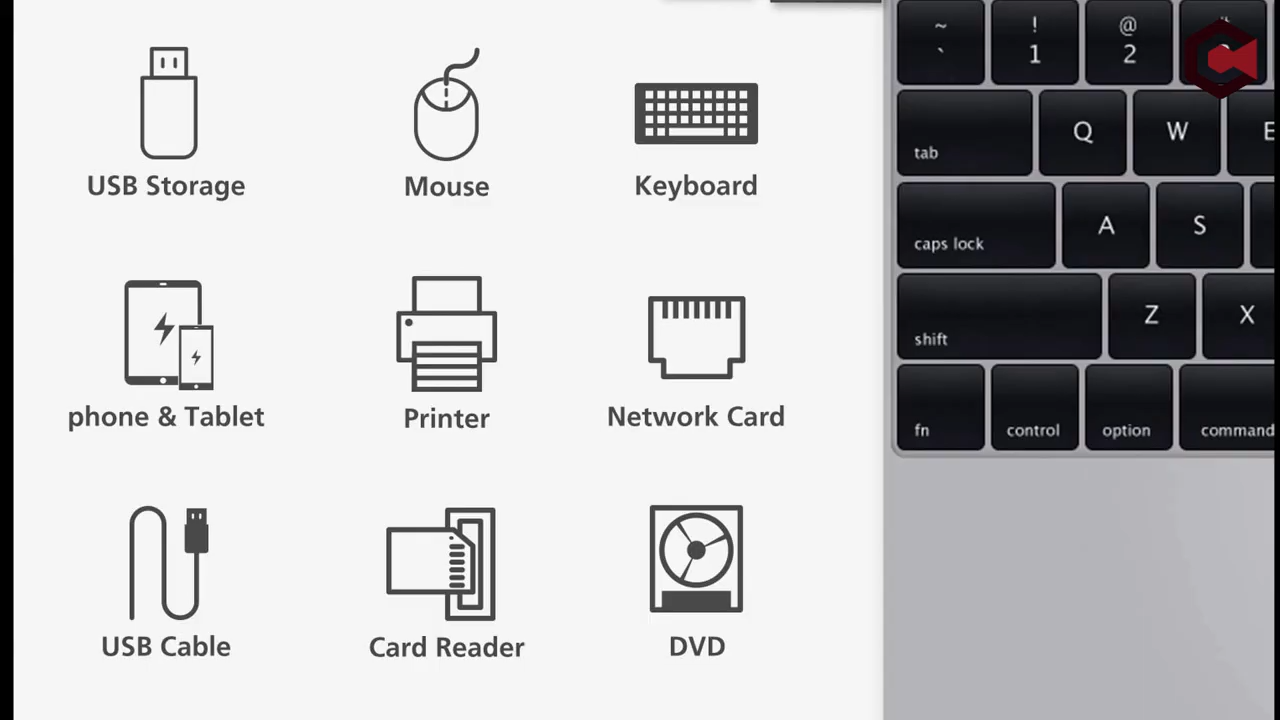 USB Storage
Mouse
Keyboard
phone & Tablet
Printer
Network Card
USB Cable
Card Reader
DVD
~
`
!
1
@
2
tab
Q
W
E
caps lock
A
S
shift
Z
X
fn
control
option
command